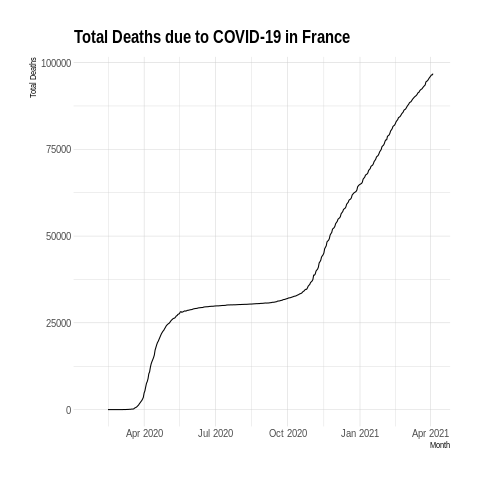 Total Deaths due to COVID-19 in France
Total Deaths
100000
75000
50000
25000
0
Apr 2020 Jul 2020 Oct 2020 Jan 2021 Apr 2021
Month